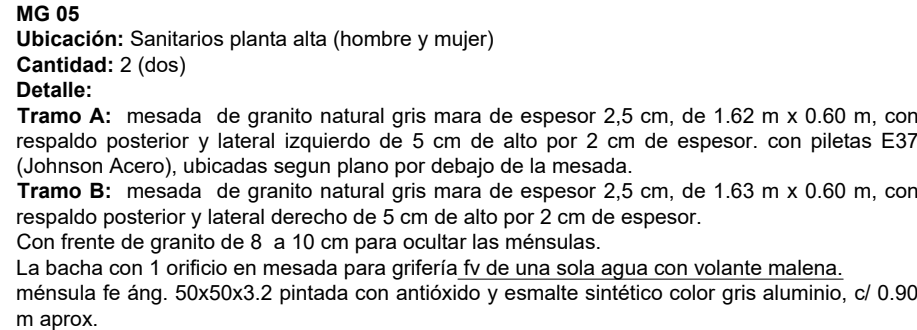 MG 05
Ubicación: Sanitarios planta alta (hombre y mujer)
Cantidad: 2 (dos)
Detalle:
Tramo A: mesada de granito natural gris mara de espesor 2,5 cm, de 1.62 m x 0.60 m, con
respaldo posterior y lateral izquierdo de 5 cm de alto por 2 cm de espesor. con piletas E37
(Johnson Acero), ubicadas segun plano por debajo de la mesada.
Tramo B: mesada de granito natural gris mara de espesor 2,5 cm, de 1.63 m x 0.60 m, con
respaldo posterior y lateral derecho de 5 cm de alto por 2 cm de espesor.
Con frente de granito de 8 a 10 cm para ocultar las ménsulas.
La bacha con 1 orificio en mesada para grifería fv de una sola agua con volante malena.
ménsula fe áng. 50x50x3.2 pintada con antióxido y esmalte sintético color gris aluminio, c/ 0.90
m aprox.